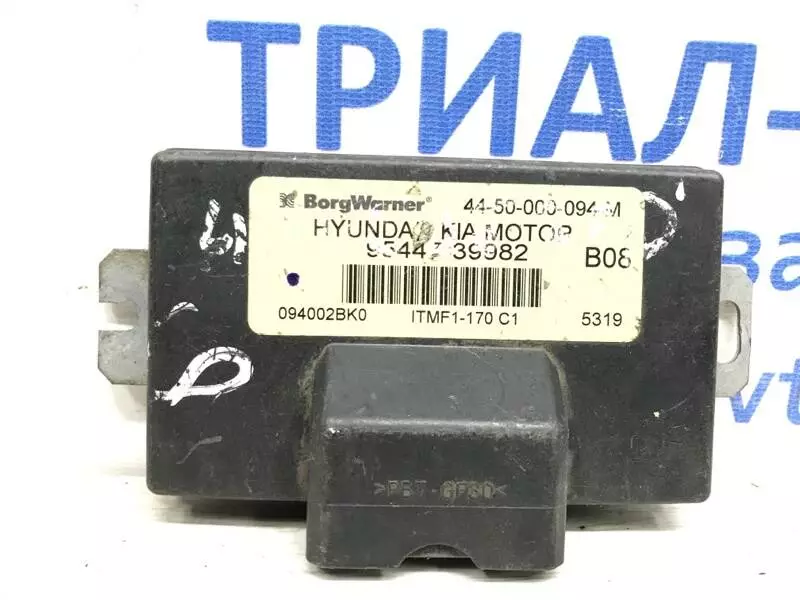 ТРИАЛ-
BorgWarner® 44-50-000-094-M
HYUNDAI KIA MOTOR
95447-39982 B08
094002BK0 ITMF1-170 C1 5319
>PBT-GF30<